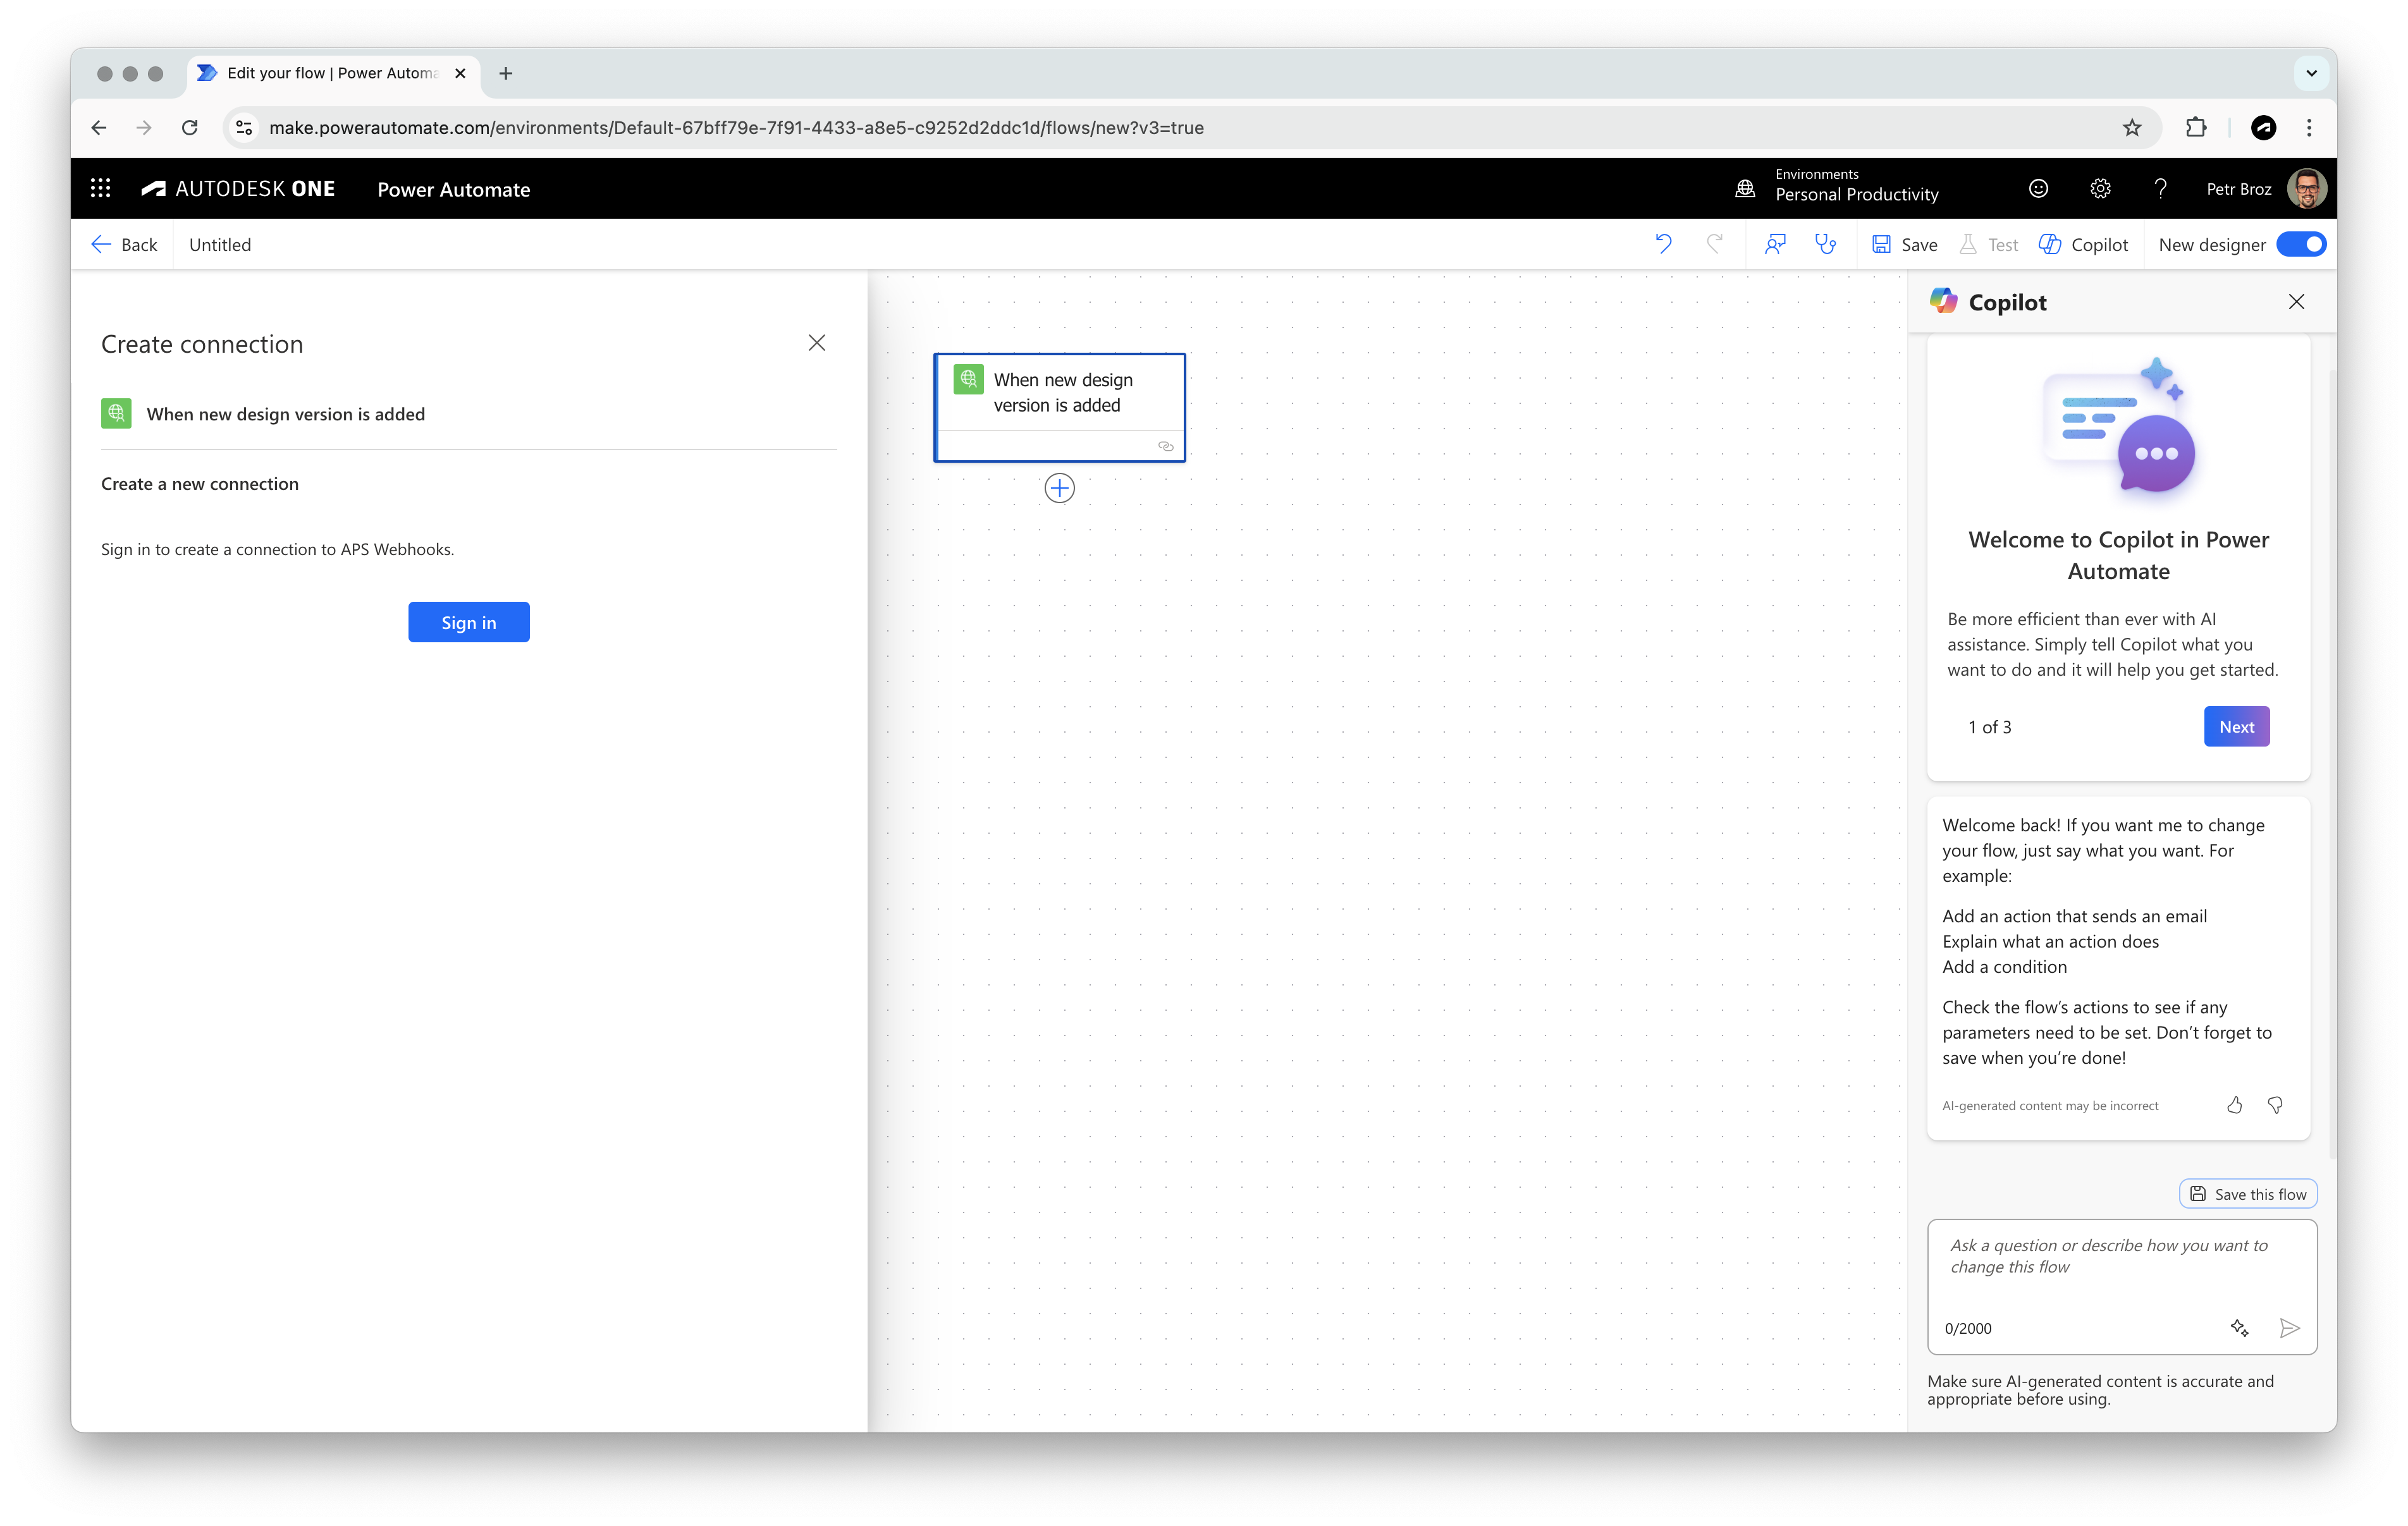 Edit your flow | Power Automa
make.powerautomate.com/environments/Default-67bff79e-7f91-4433-a8e5-c9252d2ddc1d/flows/new?v3=true
AUTODESK ONE
Power Automate
Environments
Personal Productivity
?
Petr Broz
Back
Untitled
Save
Test
Copilot
New designer
Create connection
When new design version is added
Create a new connection
Sign in to create a connection to APS Webhooks.
Sign in
When new design
version is added
Copilot
Welcome to Copilot in Power
Automate
Be more efficient than ever with AI
assistance. Simply tell Copilot what you
want to do and it will help you get started.
1 of 3
Next
Welcome back! If you want me to change
your flow, just say what you want. For
example:
Add an action that sends an email
Explain what an action does
Add a condition
Check the flow’s actions to see if any
parameters need to be set. Don’t forget to
save when you’re done!
AI-generated content may be incorrect
Save this flow
Ask a question or describe how you want to
change this flow
0/2000
Make sure AI-generated content is accurate and
appropriate before using.